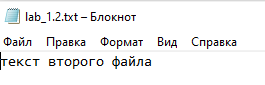 lab_1.2.txt – Блокнот
Файл Правка Формат Вид Справка
текст второго файла